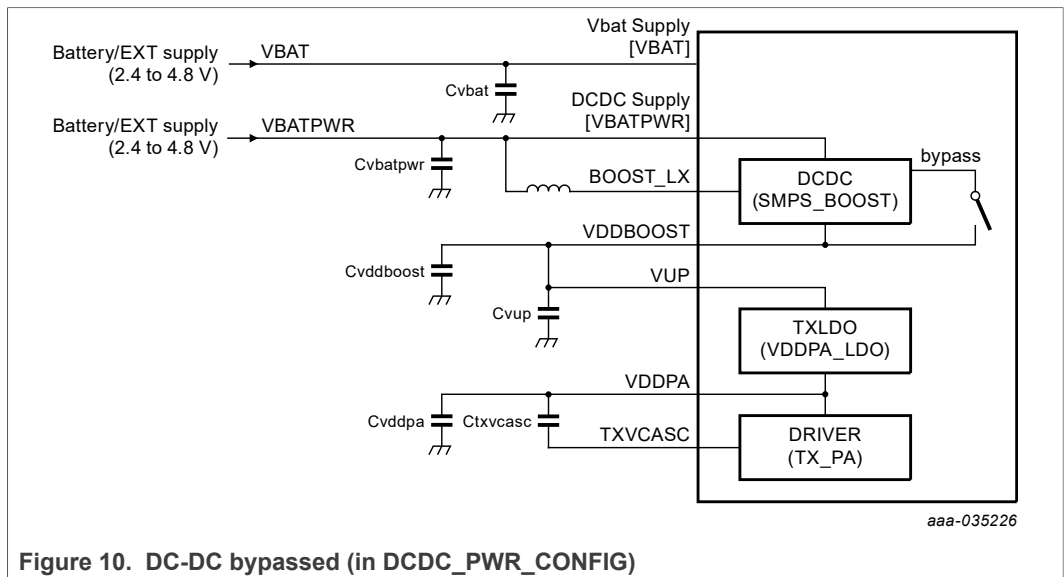 Vbat Supply
[VBAT]
Battery/EXT supply
(2.4 to 4.8 V)
VBAT
Cvbat
DCDC Supply
[VBATPWR]
Battery/EXT supply
(2.4 to 4.8 V)
VBATPWR
Cvbatpwr
BOOST_LX
DCDC
(SMPS_BOOST)
bypass
VDDBOOST
Cvddboost
VUP
Cvup
TXLDO
(VDDPA_LDO)
VDDPA
Cvddpa
Ctxvcasc
TXVCASC
DRIVER
(TX_PA)
aaa-035226
Figure 10. DC-DC bypassed (in DCDC_PWR_CONFIG)